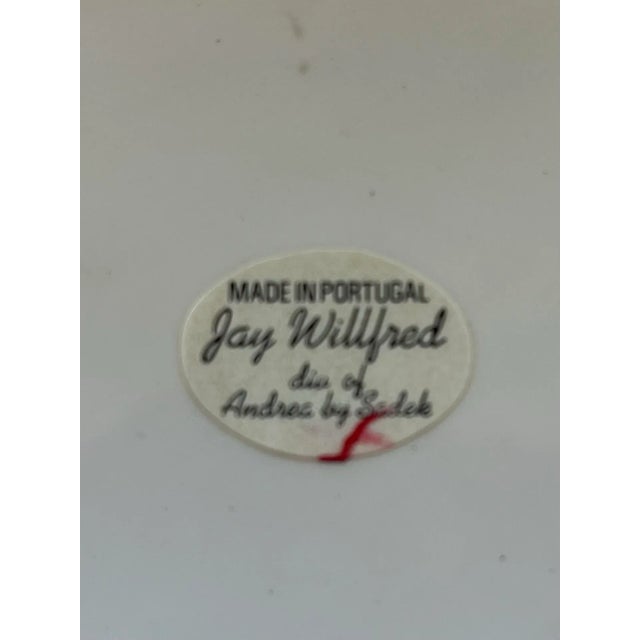 MADE IN PORTUGAL
Jay Willfred
div of
Andrea by Sadek